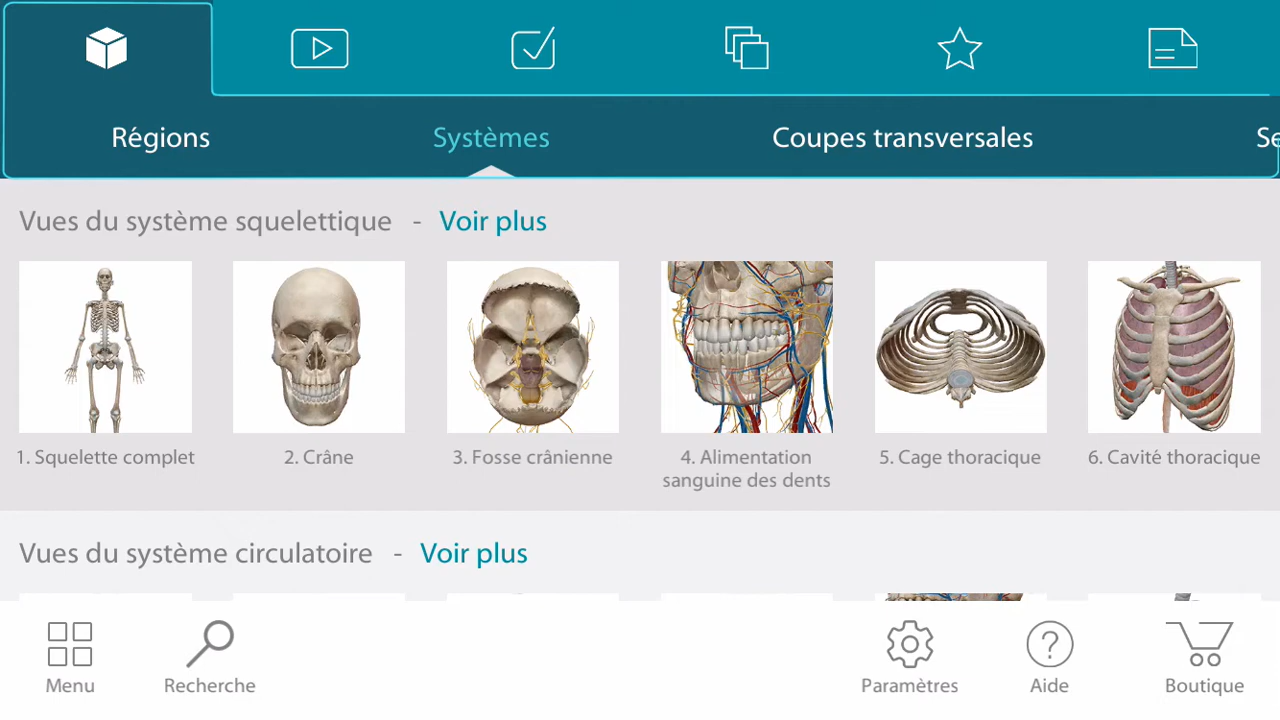 Régions
Systèmes
Coupes transversales
Vues du système squelettique - Voir plus
1. Squelette complet
2. Crâne
3. Fosse crânienne
4. Alimentation
sanguine des dents
5. Cage thoracique
6. Cavité thoracique
Vues du système circulatoire - Voir plus
Menu
Recherche
Paramètres
Aide
Boutique